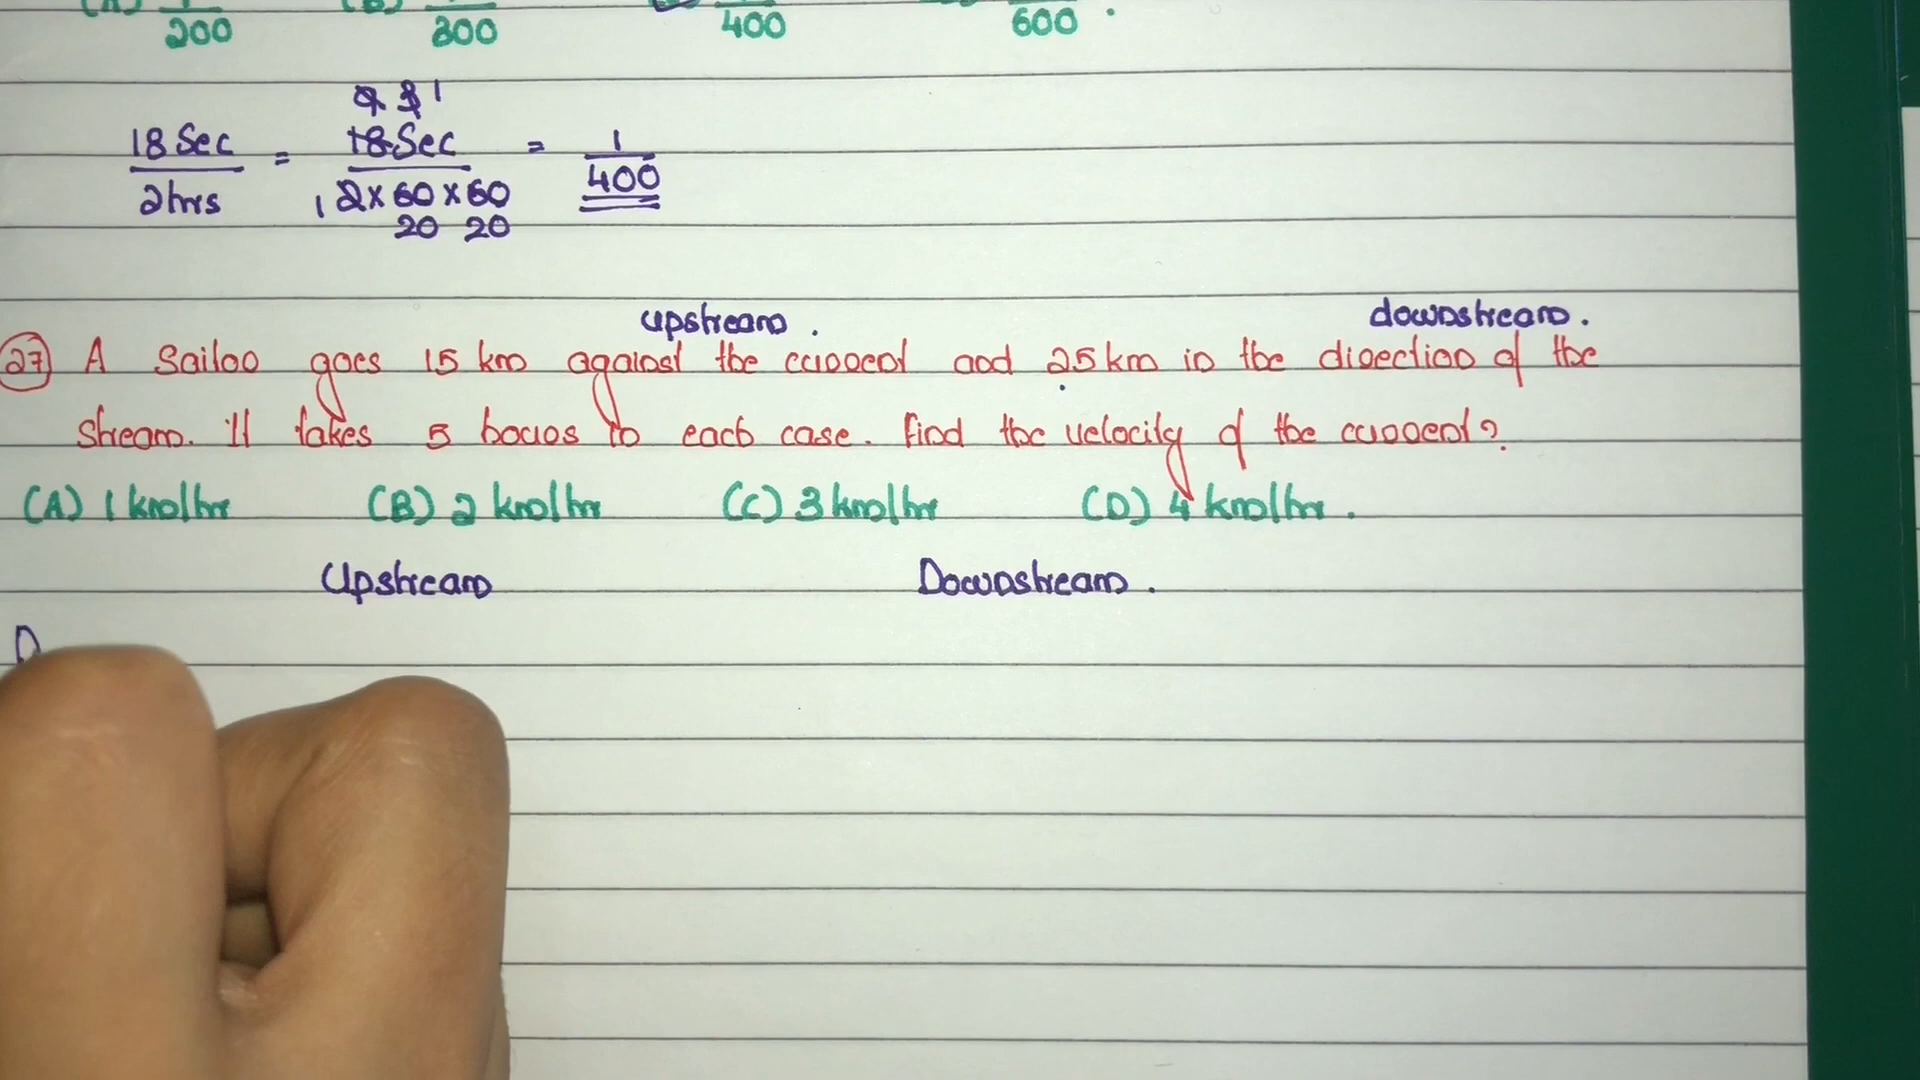 200 300 400 600 .
9 3 1
18 Sec = 18 Sec = 1
2hrs 1 2 x 60 x 60 400
20 20
upstream . downstream .
27 A Sailor goes 15 km against the current and 25 km in the direction of the
stream. It takes 5 hours in each case. Find the velocity of the current?
(A) 1 km/hr (B) 2 km/hr (C) 3 km/hr (D) 4 km/hr .
Upstream Downstream .
D